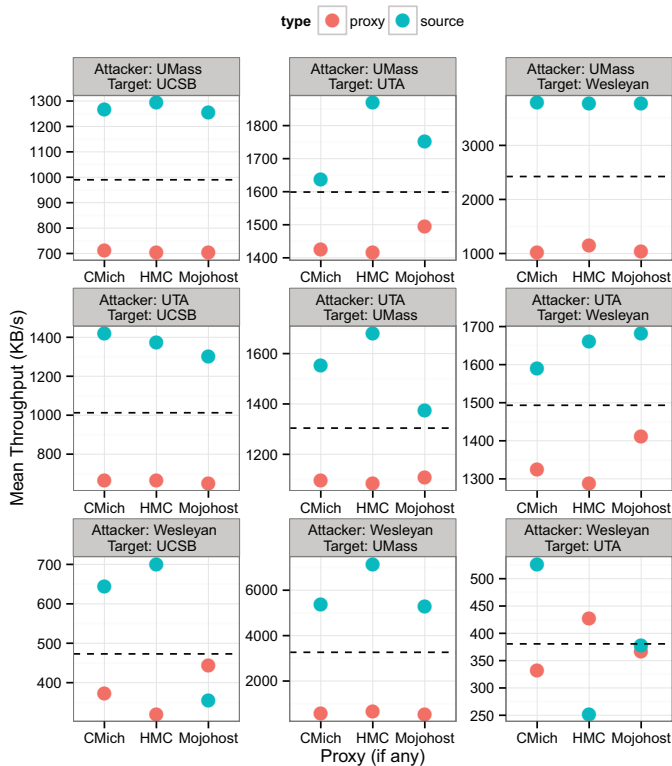 type proxy source
Attacker: UMass
Target: UCSB
Attacker: UMass
Target: UTA
Attacker: UMass
Target: Wesleyan
1300
1200
1100
1000
900
800
700
1800
1700
1600
1500
1400
3000
2000
1000
CMich HMC Mojohost
CMich HMC Mojohost
CMich HMC Mojohost
Attacker: UTA
Target: UCSB
Attacker: UTA
Target: UMass
Attacker: UTA
Target: Wesleyan
1400
1200
1000
800
1600
1400
1200
1700
1600
1500
1400
1300
CMich HMC Mojohost
CMich HMC Mojohost
CMich HMC Mojohost
Attacker: Wesleyan
Target: UCSB
Attacker: Wesleyan
Target: UMass
Attacker: Wesleyan
Target: UTA
700
600
500
400
6000
4000
2000
500
450
400
350
300
250
CMich HMC Mojohost
CMich HMC Mojohost
CMich HMC Mojohost
Mean Throughput (KB/s)
Proxy (if any)